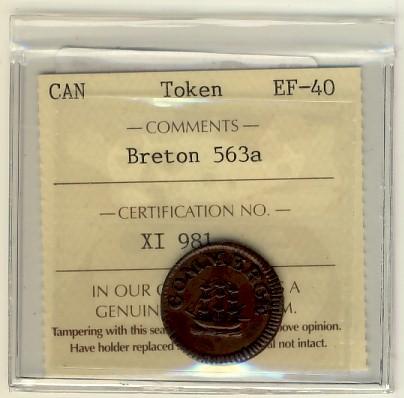 CAN Token EF-40
— COMMENTS —
Breton 563a
— CERTIFICATION NO. —
XI 981
IN OUR A
GENUIN M.
Tampering with this sea ove opinion.
Have holder replaced al not intact.
COMMERCE